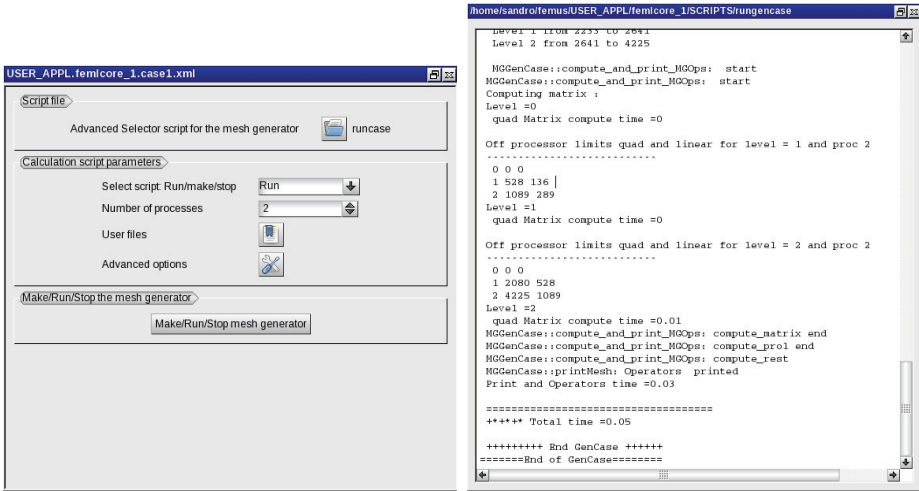 USER_APPL.femlcore_1.case1.xml
Script file
Advanced Selector script for the mesh generator
runcase
Calculation script parameters
Select script: Run/make/stop
Run
Number of processes
2
User files
Advanced options
Make/Run/Stop the mesh generator
Make/Run/Stop mesh generator
/home/sandro/femus/USER_APPL/femlcore_1/SCRIPTS/rungencase
Level 1 from 2233 to 2641
Level 2 from 2641 to 4225
MGGenCase::compute_and_print_MGOps: start
MGGenCase::compute_and_print_MGOps: start
Computing matrix :
Level =0
quad Matrix compute time =0
Off processor limits quad and linear for level = 1 and proc 2
---------------------------
0 0 0
1 528 136
2 1089 289
Level =1
quad Matrix compute time =0
Off processor limits quad and linear for level = 2 and proc 2
---------------------------
0 0 0
1 2080 528
2 4225 1089
Level =2
quad Matrix compute time =0.01
MGGenCase::compute_and_print_MGOps: compute_matrix end
MGGenCase::compute_and_print_MGOps: compute_prol end
MGGenCase::compute_and_print_MGOps: compute_rest
MGGenCase::printMesh: Operators printed
Print and Operators time =0.03
====================================
+*+*+* Total time =0.05
+++++++++ End GenCase ++++++
=======End of GenCase========